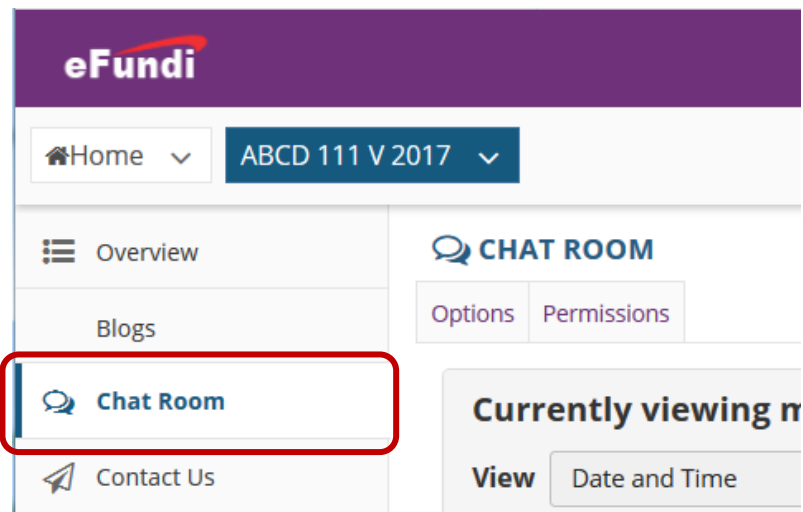 eFundi
Home
ABCD 111 V 2017
Overview
Blogs
Chat Room
Contact Us
CHAT ROOM
Options
Permissions
Currently viewing
View
Date and Time